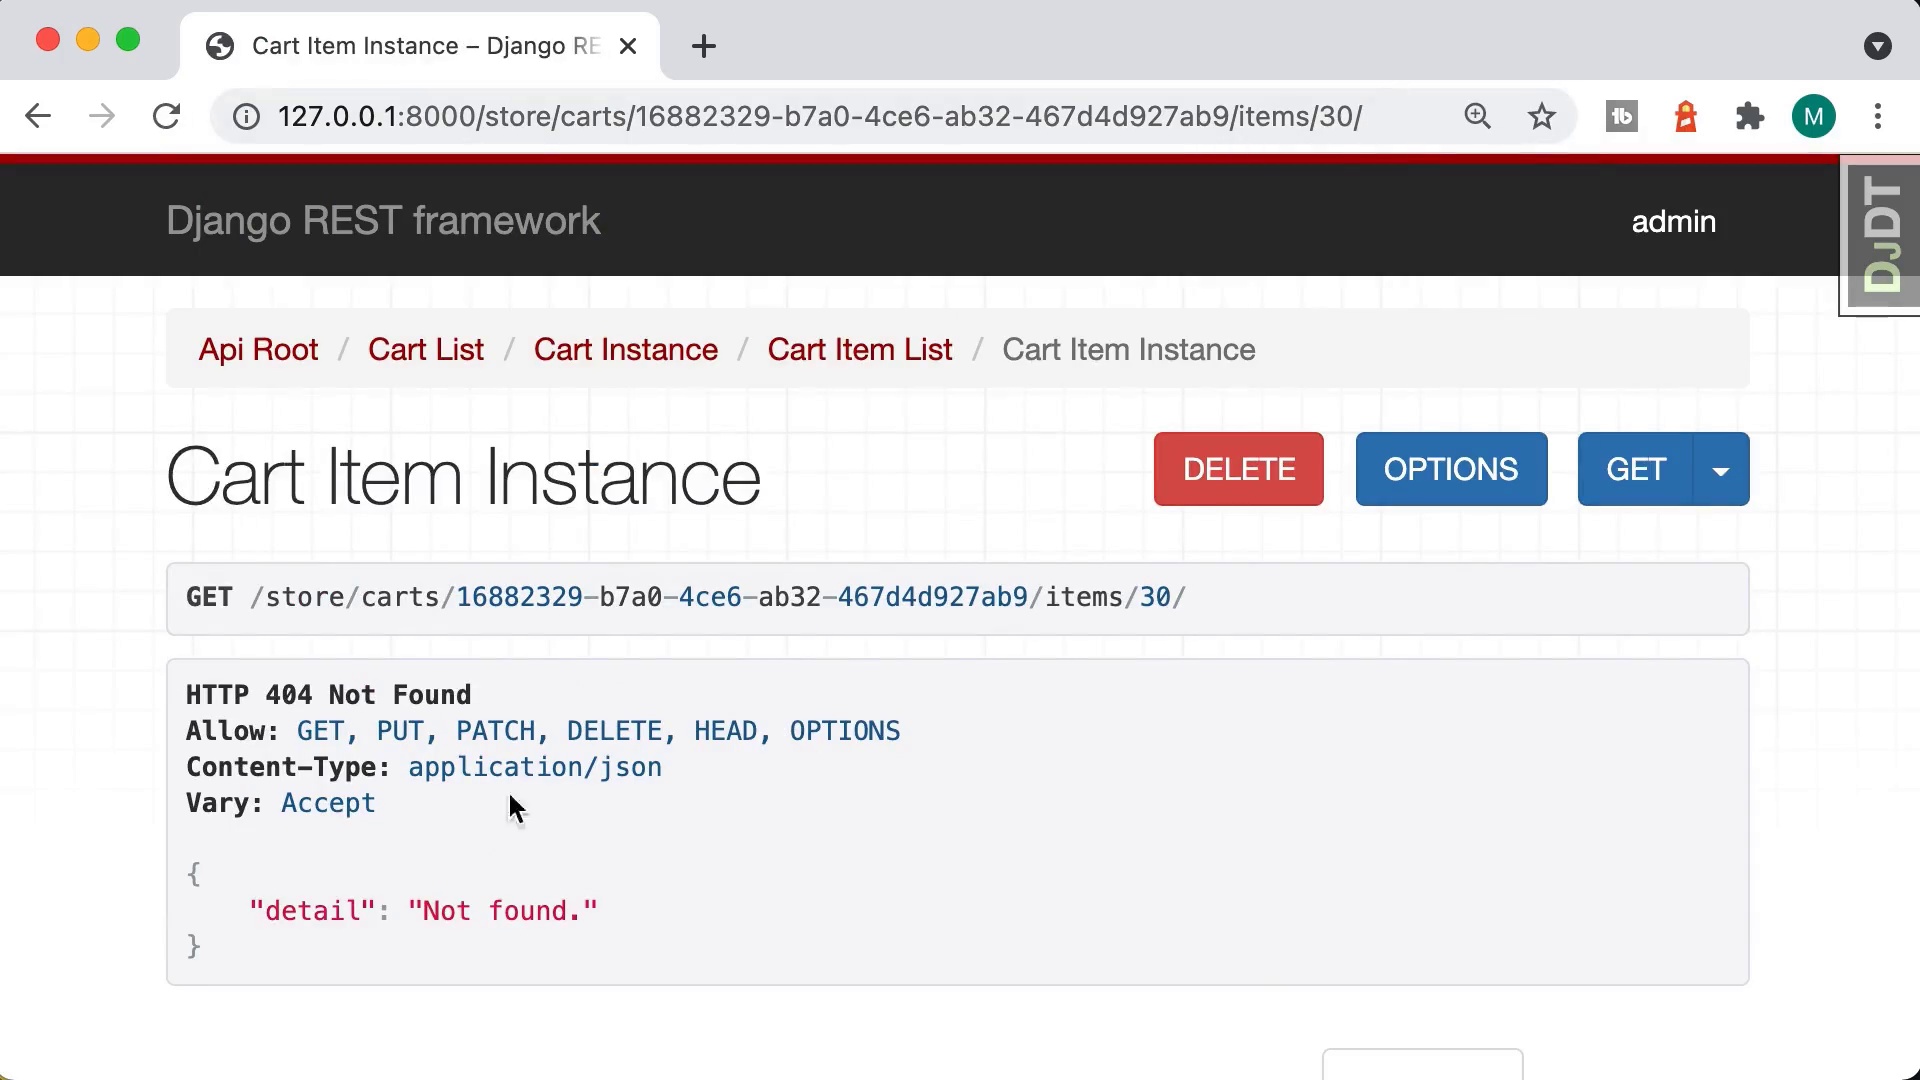 Cart Item Instance – Django RE
127.0.0.1:8000/store/carts/16882329-b7a0-4ce6-ab32-467d4d927ab9/items/30/
M
Django REST framework
admin
DjDT
Api Root / Cart List / Cart Instance / Cart Item List / Cart Item Instance
Cart Item Instance
DELETE
OPTIONS
GET
GET /store/carts/16882329-b7a0-4ce6-ab32-467d4d927ab9/items/30/
HTTP 404 Not Found
Allow: GET, PUT, PATCH, DELETE, HEAD, OPTIONS
Content-Type: application/json
Vary: Accept
{
"detail": "Not found."
}